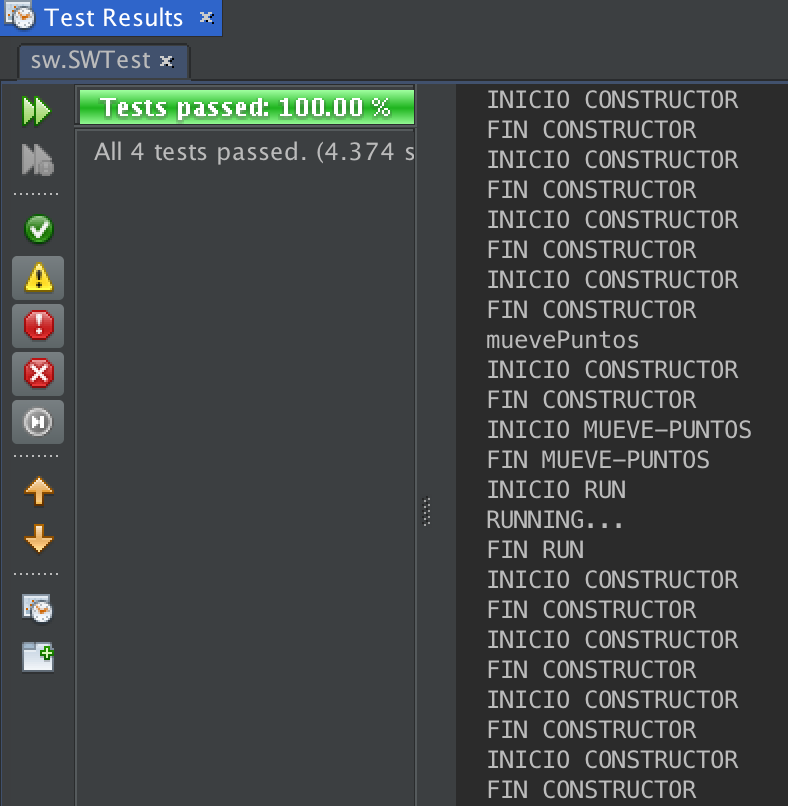 Test Results
sw.SWTest
Tests passed: 100.00 %
All 4 tests passed. (4.374 s
INICIO CONSTRUCTOR
FIN CONSTRUCTOR
INICIO CONSTRUCTOR
FIN CONSTRUCTOR
INICIO CONSTRUCTOR
FIN CONSTRUCTOR
INICIO CONSTRUCTOR
FIN CONSTRUCTOR
muevePuntos
INICIO CONSTRUCTOR
FIN CONSTRUCTOR
INICIO MUEVE-PUNTOS
FIN MUEVE-PUNTOS
INICIO RUN
RUNNING...
FIN RUN
INICIO CONSTRUCTOR
FIN CONSTRUCTOR
INICIO CONSTRUCTOR
FIN CONSTRUCTOR
INICIO CONSTRUCTOR
FIN CONSTRUCTOR
INICIO CONSTRUCTOR
FIN CONSTRUCTOR